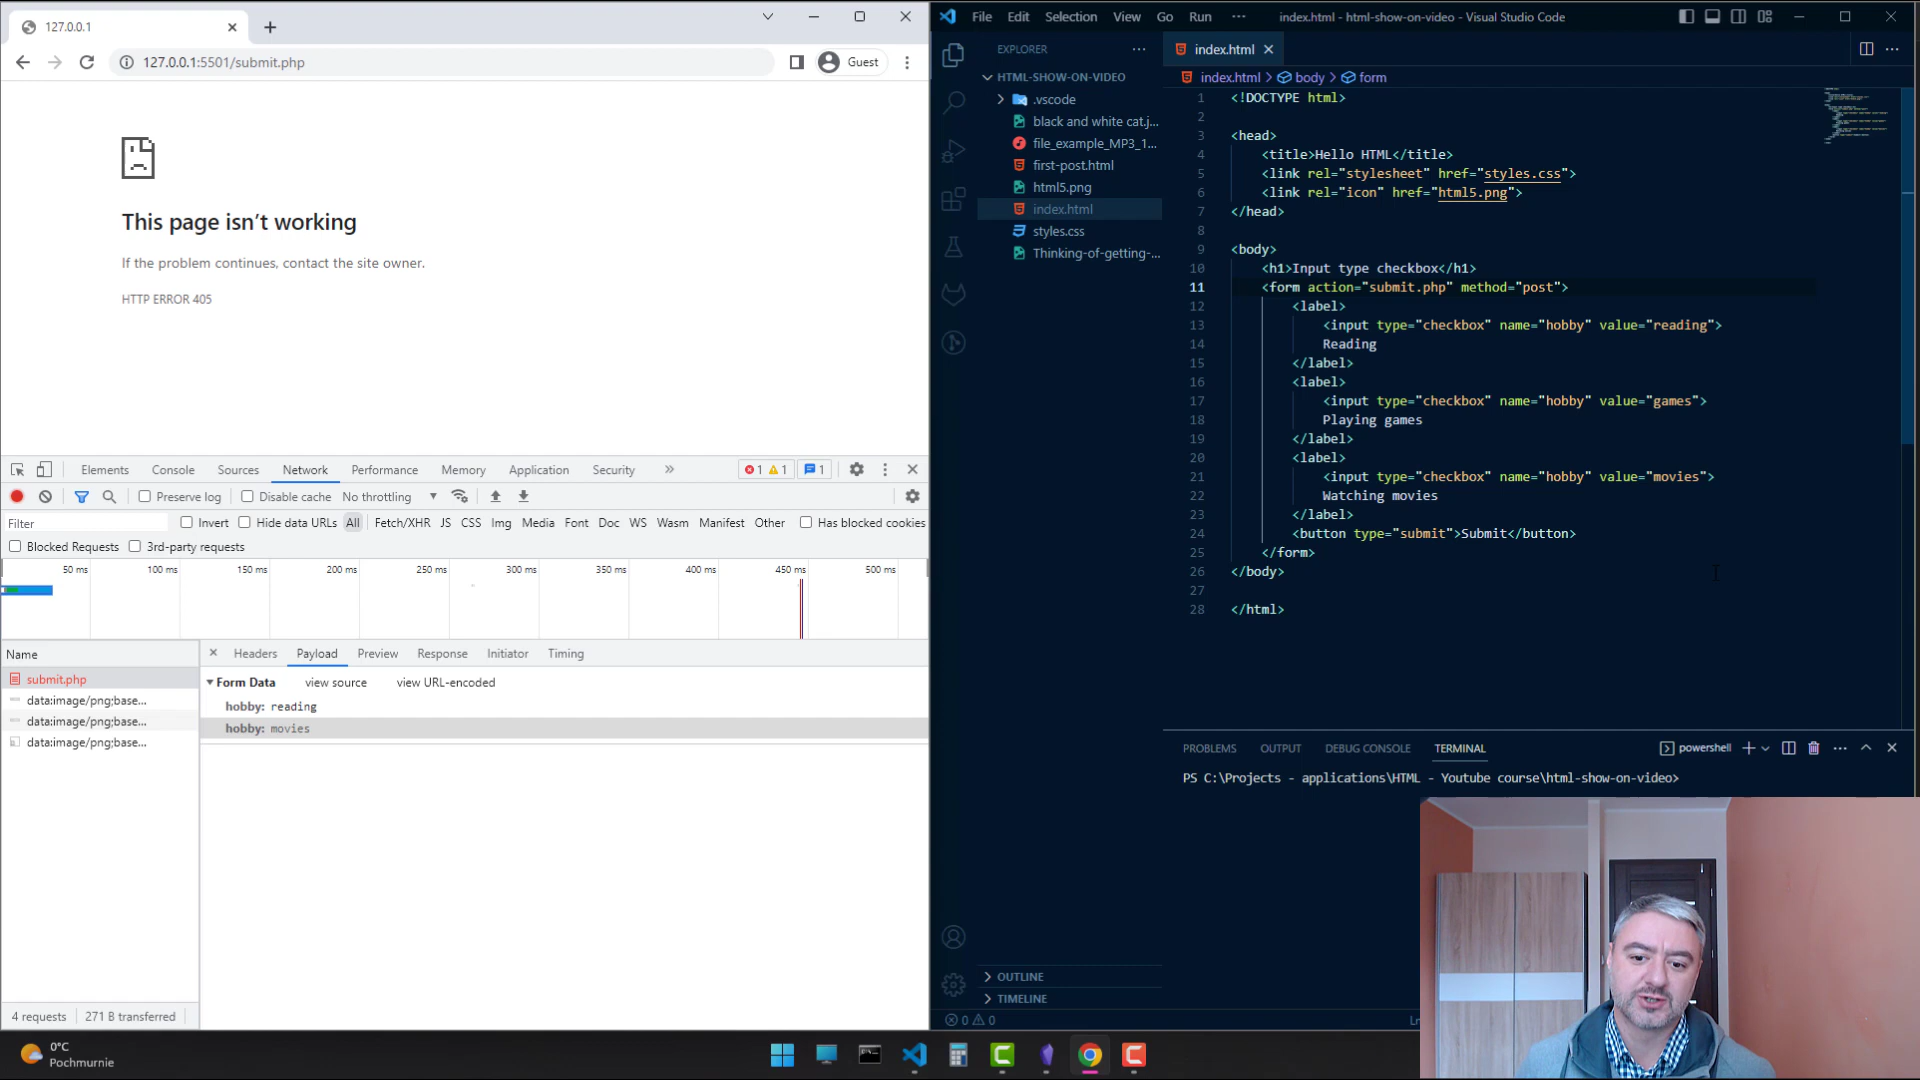 127.0.0.1
127.0.0.1:5501/submit.php
Guest
This page isn’t working
If the problem continues, contact the site owner.
HTTP ERROR 405
Elements Console Sources Network Performance Memory Application Security
1 1 1
Preserve log Disable cache No throttling
Filter Invert Hide data URLs All Fetch/XHR JS CSS Img Media Font Doc WS Wasm Manifest Other Has blocked cookies
Blocked Requests 3rd-party requests
50 ms 100 ms 150 ms 200 ms 250 ms 300 ms 350 ms 400 ms 450 ms 500 ms
Name
submit.php
data:image/png;base...
data:image/png;base...
data:image/png;base...
Headers Payload Preview Response Initiator Timing
Form Data view source view URL-encoded
hobby: reading
hobby: movies
4 requests 271 B transferred
File Edit Selection View Go Run ··· index.html - html-show-on-video - Visual Studio Code
EXPLORER
HTML-SHOW-ON-VIDEO
.vscode
black and white cat.j...
file_example_MP3_1...
first-post.html
html5.png
index.html
styles.css
Thinking-of-getting-...
OUTLINE
TIMELINE
index.html
index.html > body > form
1 <!DOCTYPE html>
2
3 <head>
4 <title>Hello HTML</title>
5 <link rel="stylesheet" href="styles.css">
6 <link rel="icon" href="html5.png">
7 </head>
8
9 <body>
10 <h1>Input type checkbox</h1>
11 <form action="submit.php" method="post">
12 <label>
13 <input type="checkbox" name="hobby" value="reading">
14 Reading
15 </label>
16 <label>
17 <input type="checkbox" name="hobby" value="games">
18 Playing games
19 </label>
20 <label>
21 <input type="checkbox" name="hobby" value="movies">
22 Watching movies
23 </label>
24 <button type="submit">Submit</button>
25 </form>
26 </body>
27
28 </html>
PROBLEMS OUTPUT DEBUG CONSOLE TERMINAL powershell
PS C:\Projects - applications\HTML - Youtube course\html-show-on-video>
0 0
Ln
0°C
Pochmurnie